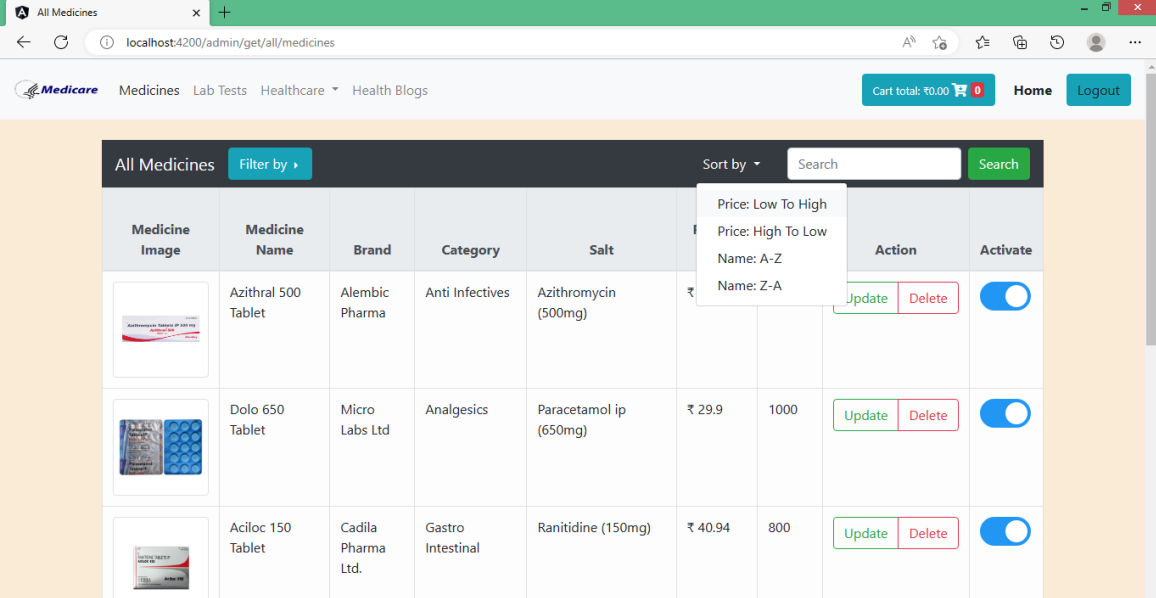 All Medicines
localhost:4200/admin/get/all/medicines
Medicare
Medicines Lab Tests Healthcare Health Blogs
Cart total: ₹0.00 0 Home Logout
All Medicines Filter by Sort by Search Search
Price: Low To High
Price: High To Low
Name: A-Z
Name: Z-A
Medicine
Image
Medicine
Name
Brand
Category
Salt
Action
Activate
Azithral 500
Tablet
Alembic
Pharma
Anti Infectives
Azithromycin
(500mg)
₹
Update Delete
Dolo 650
Tablet
Micro
Labs Ltd
Analgesics
Paracetamol ip
(650mg)
₹ 29.9
1000
Update Delete
Aciloc 150
Tablet
Cadila
Pharma
Ltd.
Gastro
Intestinal
Ranitidine (150mg)
₹ 40.94
800
Update Delete